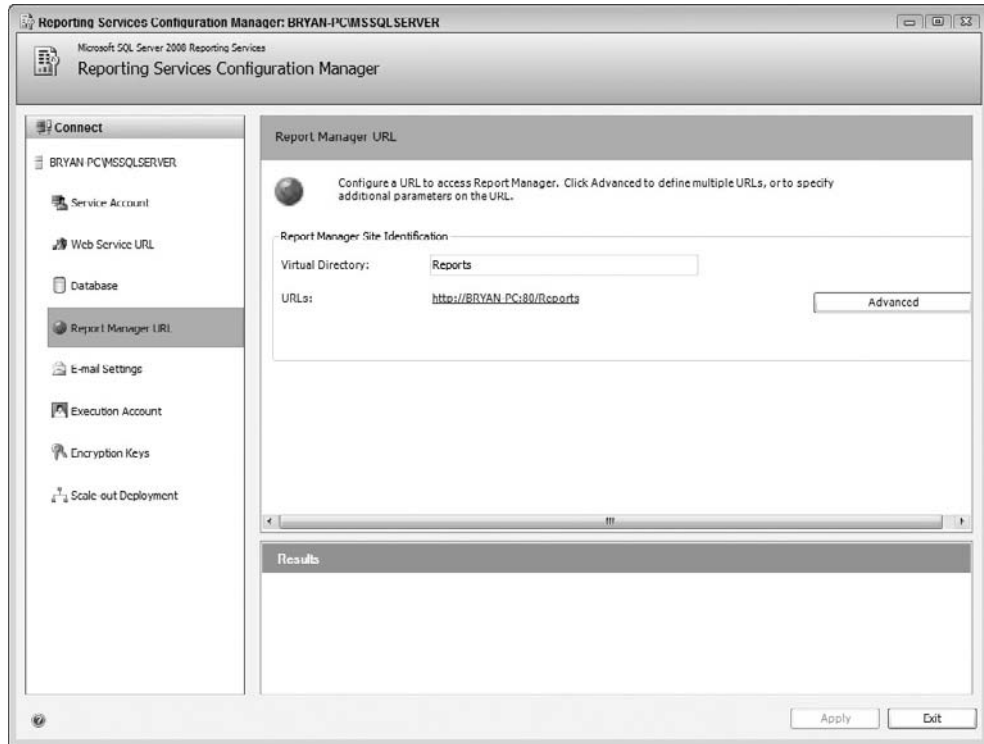 Reporting Services Configuration Manager: BRYAN-PC\MSSQLSERVER
Microsoft SQL Server 2008 Reporting Services
Reporting Services Configuration Manager
Connect
BRYAN-PC\MSSQLSERVER
Service Account
Web Service URL
Database
Report Manager URL
E-mail Settings
Execution Account
Encryption Keys
Scale-out Deployment
Report Manager URL
Configure a URL to access Report Manager. Click Advanced to define multiple URLs, or to specify
additional parameters on the URL.
Report Manager Site Identification
Virtual Directory: Reports
URLs: http://BRYAN-PC:80/Reports
Advanced
Results
Apply Exit